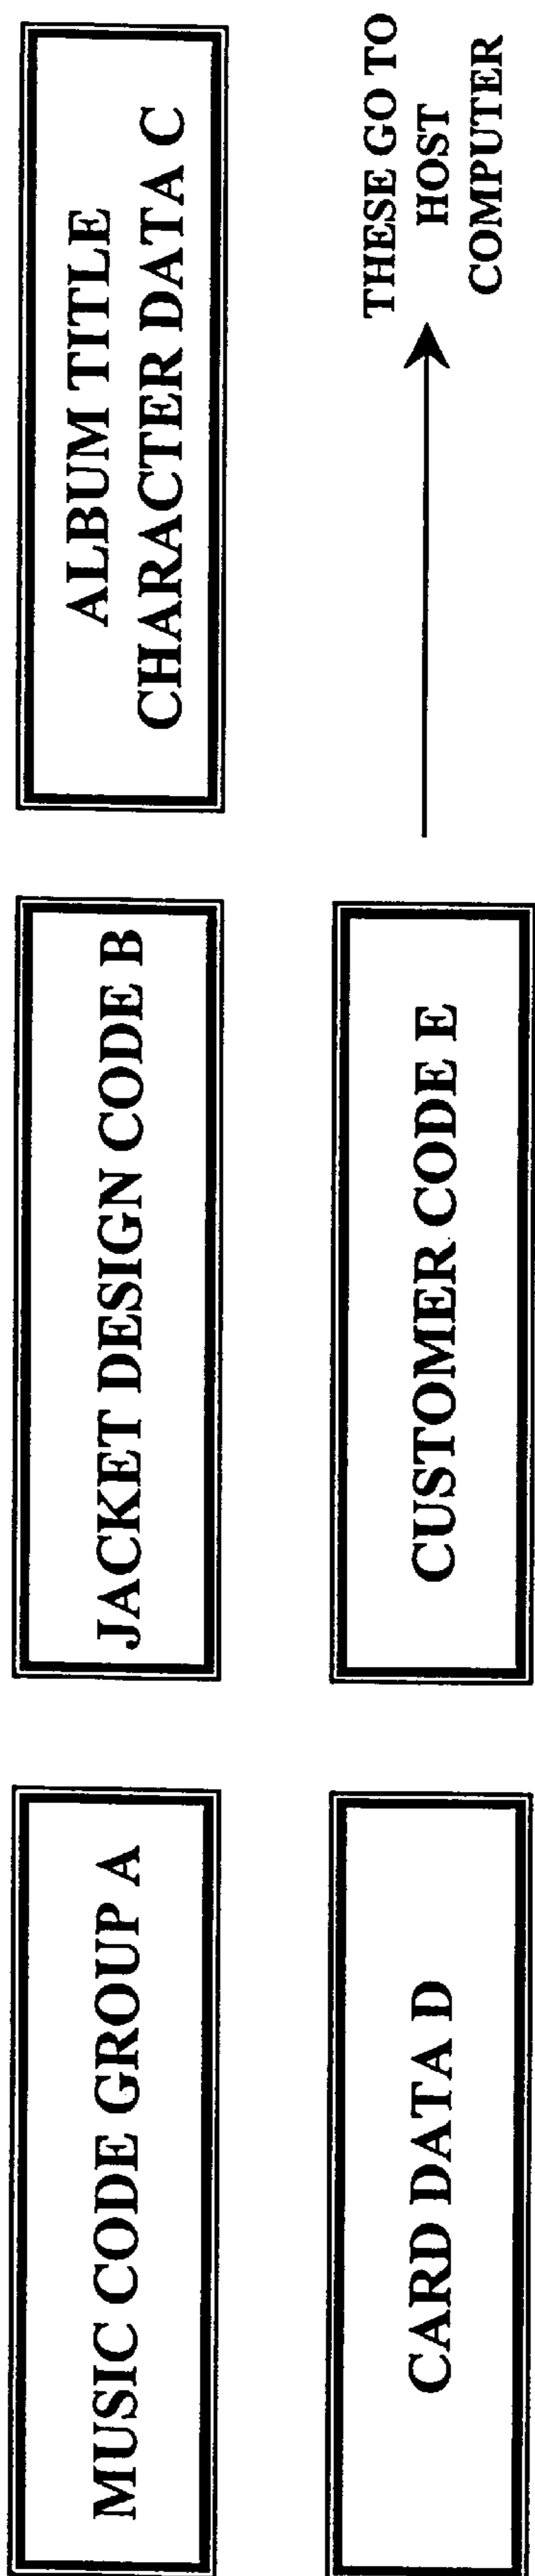 MUSIC CODE GROUP A
JACKET DESIGN CODE B
ALBUM TITLE
CHARACTER DATA C
CARD DATA D
CUSTOMER CODE E
THESE GO TO
HOST
COMPUTER